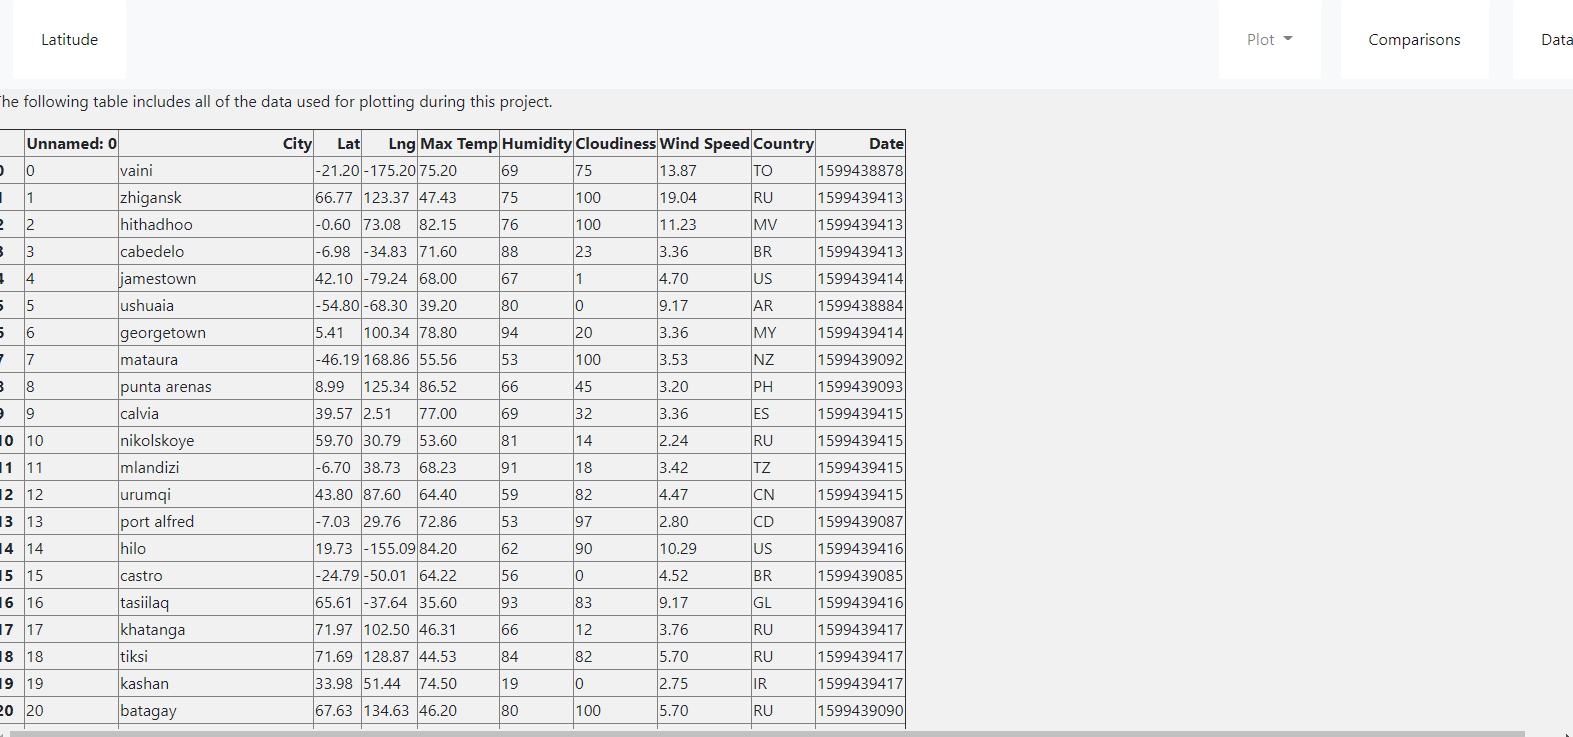 Latitude Plot Comparisons Data
he following table includes all of the data used for plotting during this project.
Unnamed: 0 City Lat Lng Max Temp Humidity Cloudiness Wind Speed Country Date
0 0 vaini -21.20 -175.20 75.20 69 75 13.87 TO 1599438878
1 1 zhigansk 66.77 123.37 47.43 75 100 19.04 RU 1599439413
2 2 hithadhoo -0.60 73.08 82.15 76 100 11.23 MV 1599439413
3 3 cabedelo -6.98 -34.83 71.60 88 23 3.36 BR 1599439413
4 4 jamestown 42.10 -79.24 68.00 67 1 4.70 US 1599439414
5 5 ushuaia -54.80 -68.30 39.20 80 0 9.17 AR 1599438884
6 6 georgetown 5.41 100.34 78.80 94 20 3.36 MY 1599439414
7 7 mataura -46.19 168.86 55.56 53 100 3.53 NZ 1599439092
8 8 punta arenas 8.99 125.34 86.52 66 45 3.20 PH 1599439093
9 9 calvia 39.57 2.51 77.00 69 32 3.36 ES 1599439415
10 10 nikolskoye 59.70 30.79 53.60 81 14 2.24 RU 1599439415
11 11 mlandizi -6.70 38.73 68.23 91 18 3.42 TZ 1599439415
12 12 urumqi 43.80 87.60 64.40 59 82 4.47 CN 1599439415
13 13 port alfred -7.03 29.76 72.86 53 97 2.80 CD 1599439087
14 14 hilo 19.73 -155.09 84.20 62 90 10.29 US 1599439416
15 15 castro -24.79 -50.01 64.22 56 0 4.52 BR 1599439085
16 16 tasiilaq 65.61 -37.64 35.60 93 83 9.17 GL 1599439416
17 17 khatanga 71.97 102.50 46.31 66 12 3.76 RU 1599439417
18 18 tiksi 71.69 128.87 44.53 84 82 5.70 RU 1599439417
19 19 kashan 33.98 51.44 74.50 19 0 2.75 IR 1599439417
20 20 batagay 67.63 134.63 46.20 80 100 5.70 RU 1599439090